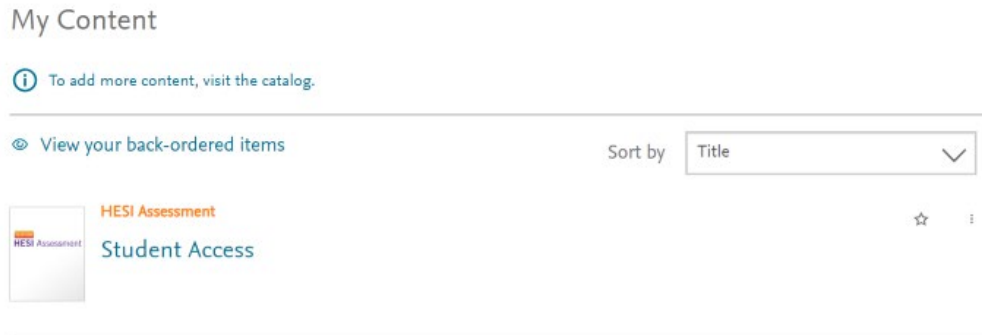 My Content
To add more content, visit the catalog.
View your back-ordered items
Sort by
Title
HESI Assessment
HESI Assessment
Student Access